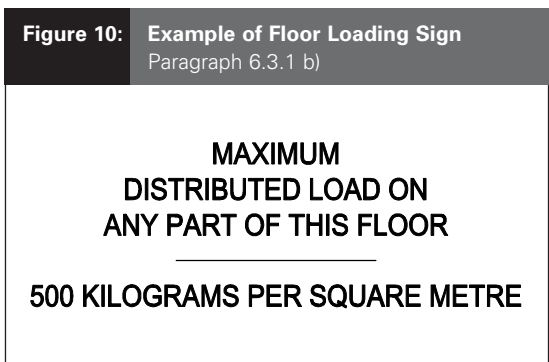 Figure 10: Example of Floor Loading Sign
Paragraph 6.3.1 b)
MAXIMUM
DISTRIBUTED LOAD ON
ANY PART OF THIS FLOOR
500 KILOGRAMS PER SQUARE METRE